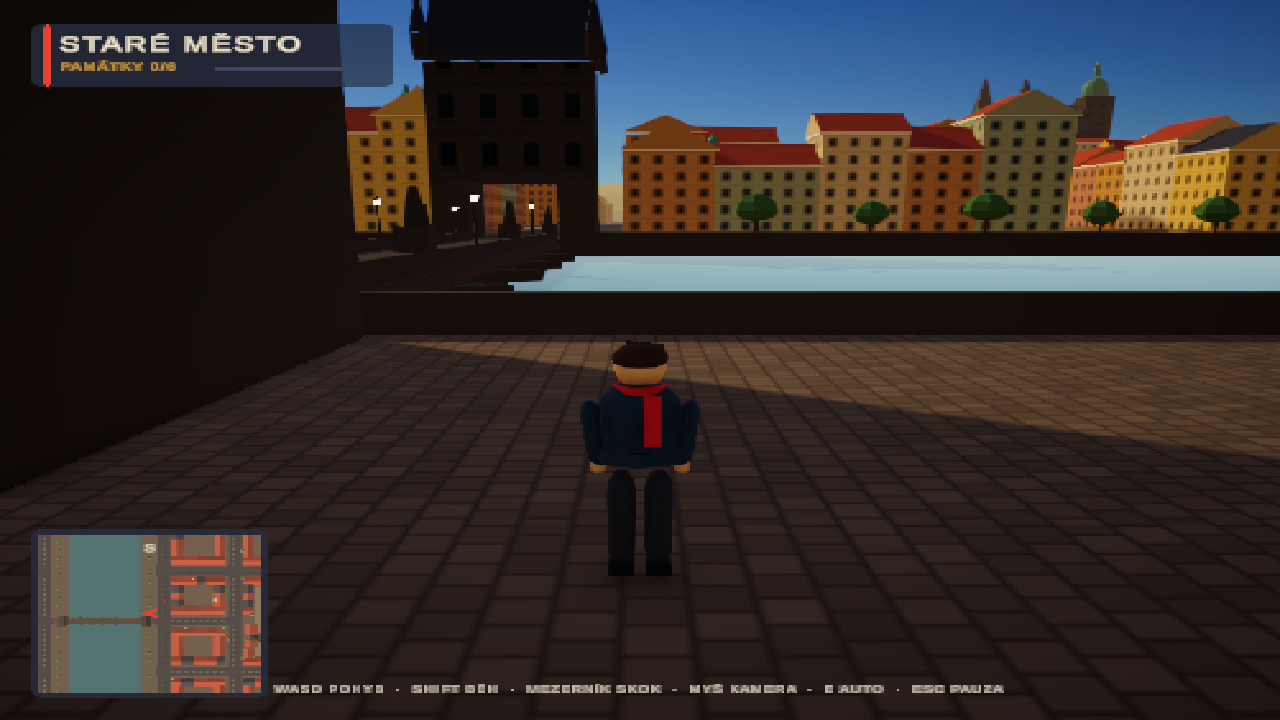 STARÉ MĚSTO
PAMÁTKY 0/6
S
WASD POHYB · SHIFT BĚH · MEZERNÍK SKOK · MYŠ KAMERA · E AUTO · ESC PAUZA